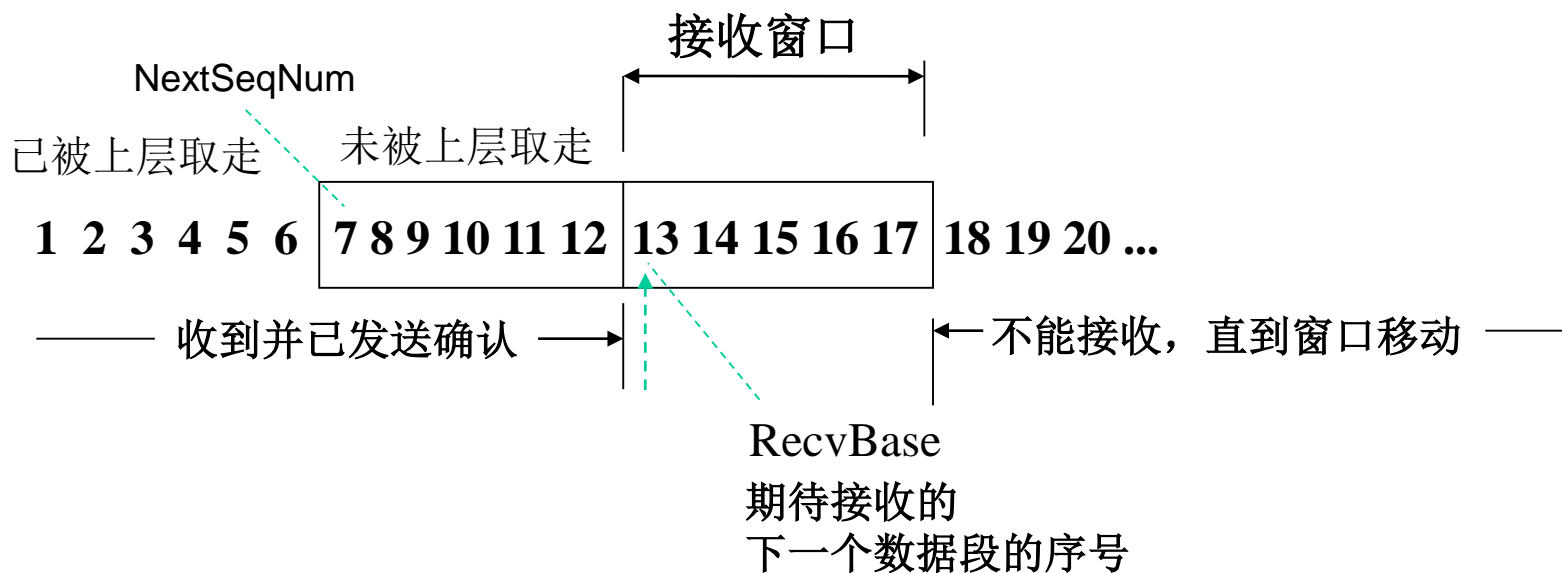 接收窗口
NextSeqNum
已被上层取走
未被上层取走
1 2 3 4 5 6 7 8 9 10 11 12 13 14 15 16 17 18 19 20 ...
收到并已发送确认
不能接收，直到窗口移动
RecvBase
期待接收的
下一个数据段的序号